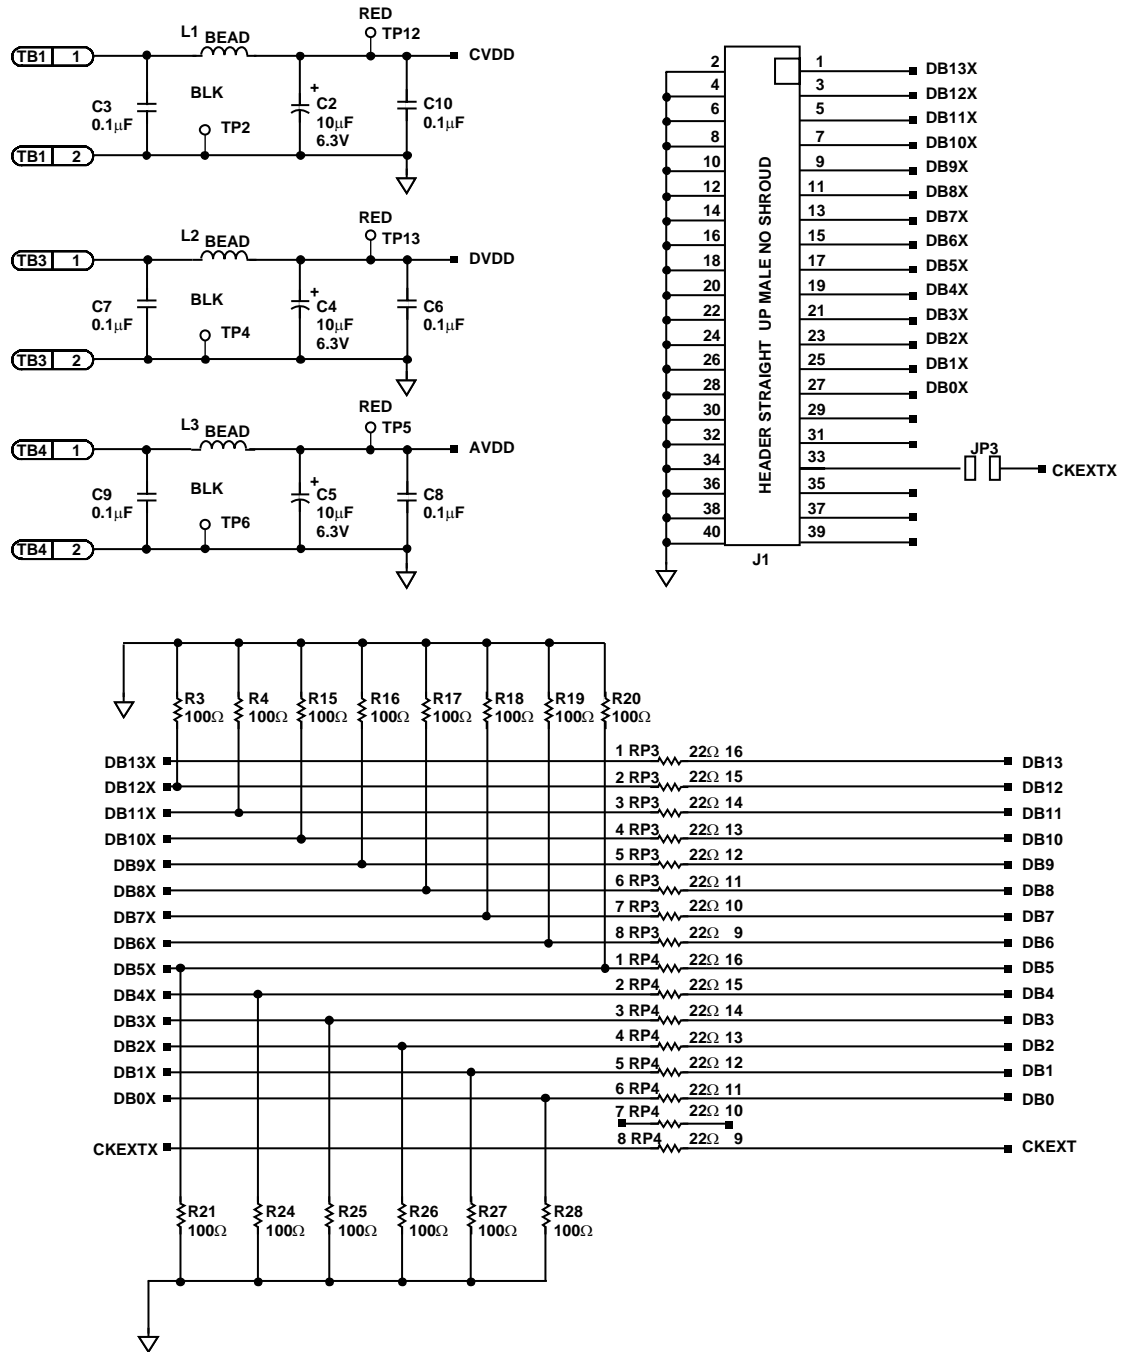 RED
L1 BEAD TP12
TB1 1 CVDD
C3 0.1µF
BLK
TP2
+ C2 10µF 6.3V
C10 0.1µF
TB1 2
RED
L2 BEAD TP13
TB3 1 DVDD
C7 0.1µF
BLK
TP4
+ C4 10µF 6.3V
C6 0.1µF
TB3 2
RED
L3 BEAD TP5
TB4 1 AVDD
C9 0.1µF
BLK
TP6
+ C5 10µF 6.3V
C8 0.1µF
TB4 2
2 1 DB13X
4 3 DB12X
6 5 DB11X
8 7 DB10X
10 9 DB9X
12 11 DB8X
14 13 DB7X
16 15 DB6X
18 17 DB5X
20 19 DB4X
22 21 DB3X
24 23 DB2X
26 25 DB1X
28 27 DB0X
30 29
32 31
34 33 JP3 CKEXTX
36 35
38 37
40 39
HEADER STRAIGHT UP MALE NO SHROUD
J1
R3 R4 R15 R16 R17 R18 R19 R20
100Ω 100Ω 100Ω 100Ω 100Ω 100Ω 100Ω 100Ω
DB13X 1 RP3 22Ω 16 DB13
DB12X 2 RP3 22Ω 15 DB12
DB11X 3 RP3 22Ω 14 DB11
DB10X 4 RP3 22Ω 13 DB10
DB9X 5 RP3 22Ω 12 DB9
DB8X 6 RP3 22Ω 11 DB8
DB7X 7 RP3 22Ω 10 DB7
DB6X 8 RP3 22Ω 9 DB6
DB5X 1 RP4 22Ω 16 DB5
DB4X 2 RP4 22Ω 15 DB4
DB3X 3 RP4 22Ω 14 DB3
DB2X 4 RP4 22Ω 13 DB2
DB1X 5 RP4 22Ω 12 DB1
DB0X 6 RP4 22Ω 11 DB0
7 RP4 22Ω 10
CKEXTX 8 RP4 22Ω 9 CKEXT
R21 R24 R25 R26 R27 R28
100Ω 100Ω 100Ω 100Ω 100Ω 100Ω